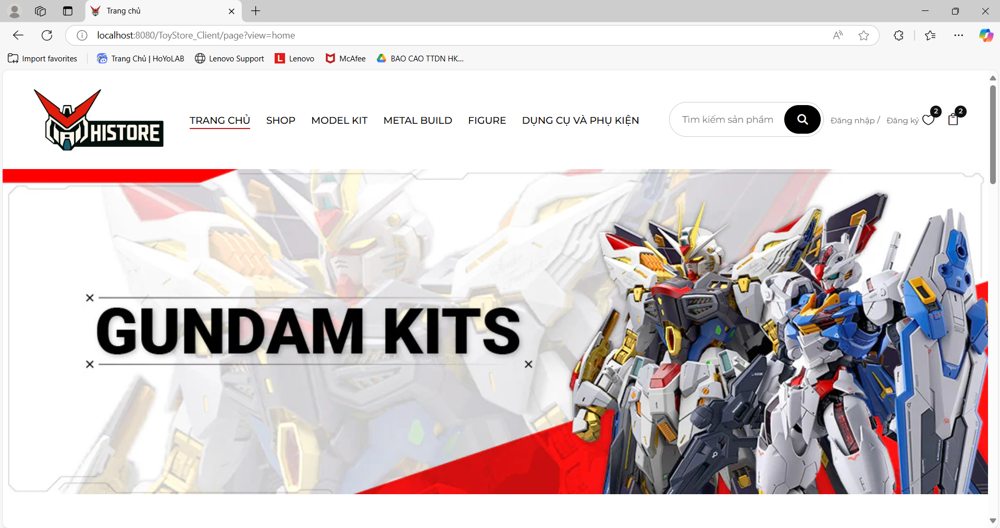 Trang chủ
localhost:8080/ToyStore_Client/page?view=home
Import favorites
Trang Chủ | HoYoLAB
Lenovo Support
L Lenovo
McAfee
BAO CAO TTDN HK...
HISTORE
TRANG CHỦ
SHOP
MODEL KIT
METAL BUILD
FIGURE
DỤNG CỤ VÀ PHỤ KIỆN
Tìm kiếm sản phẩm
Đăng nhập / Đăng ký
2
2
GUNDAM KITS